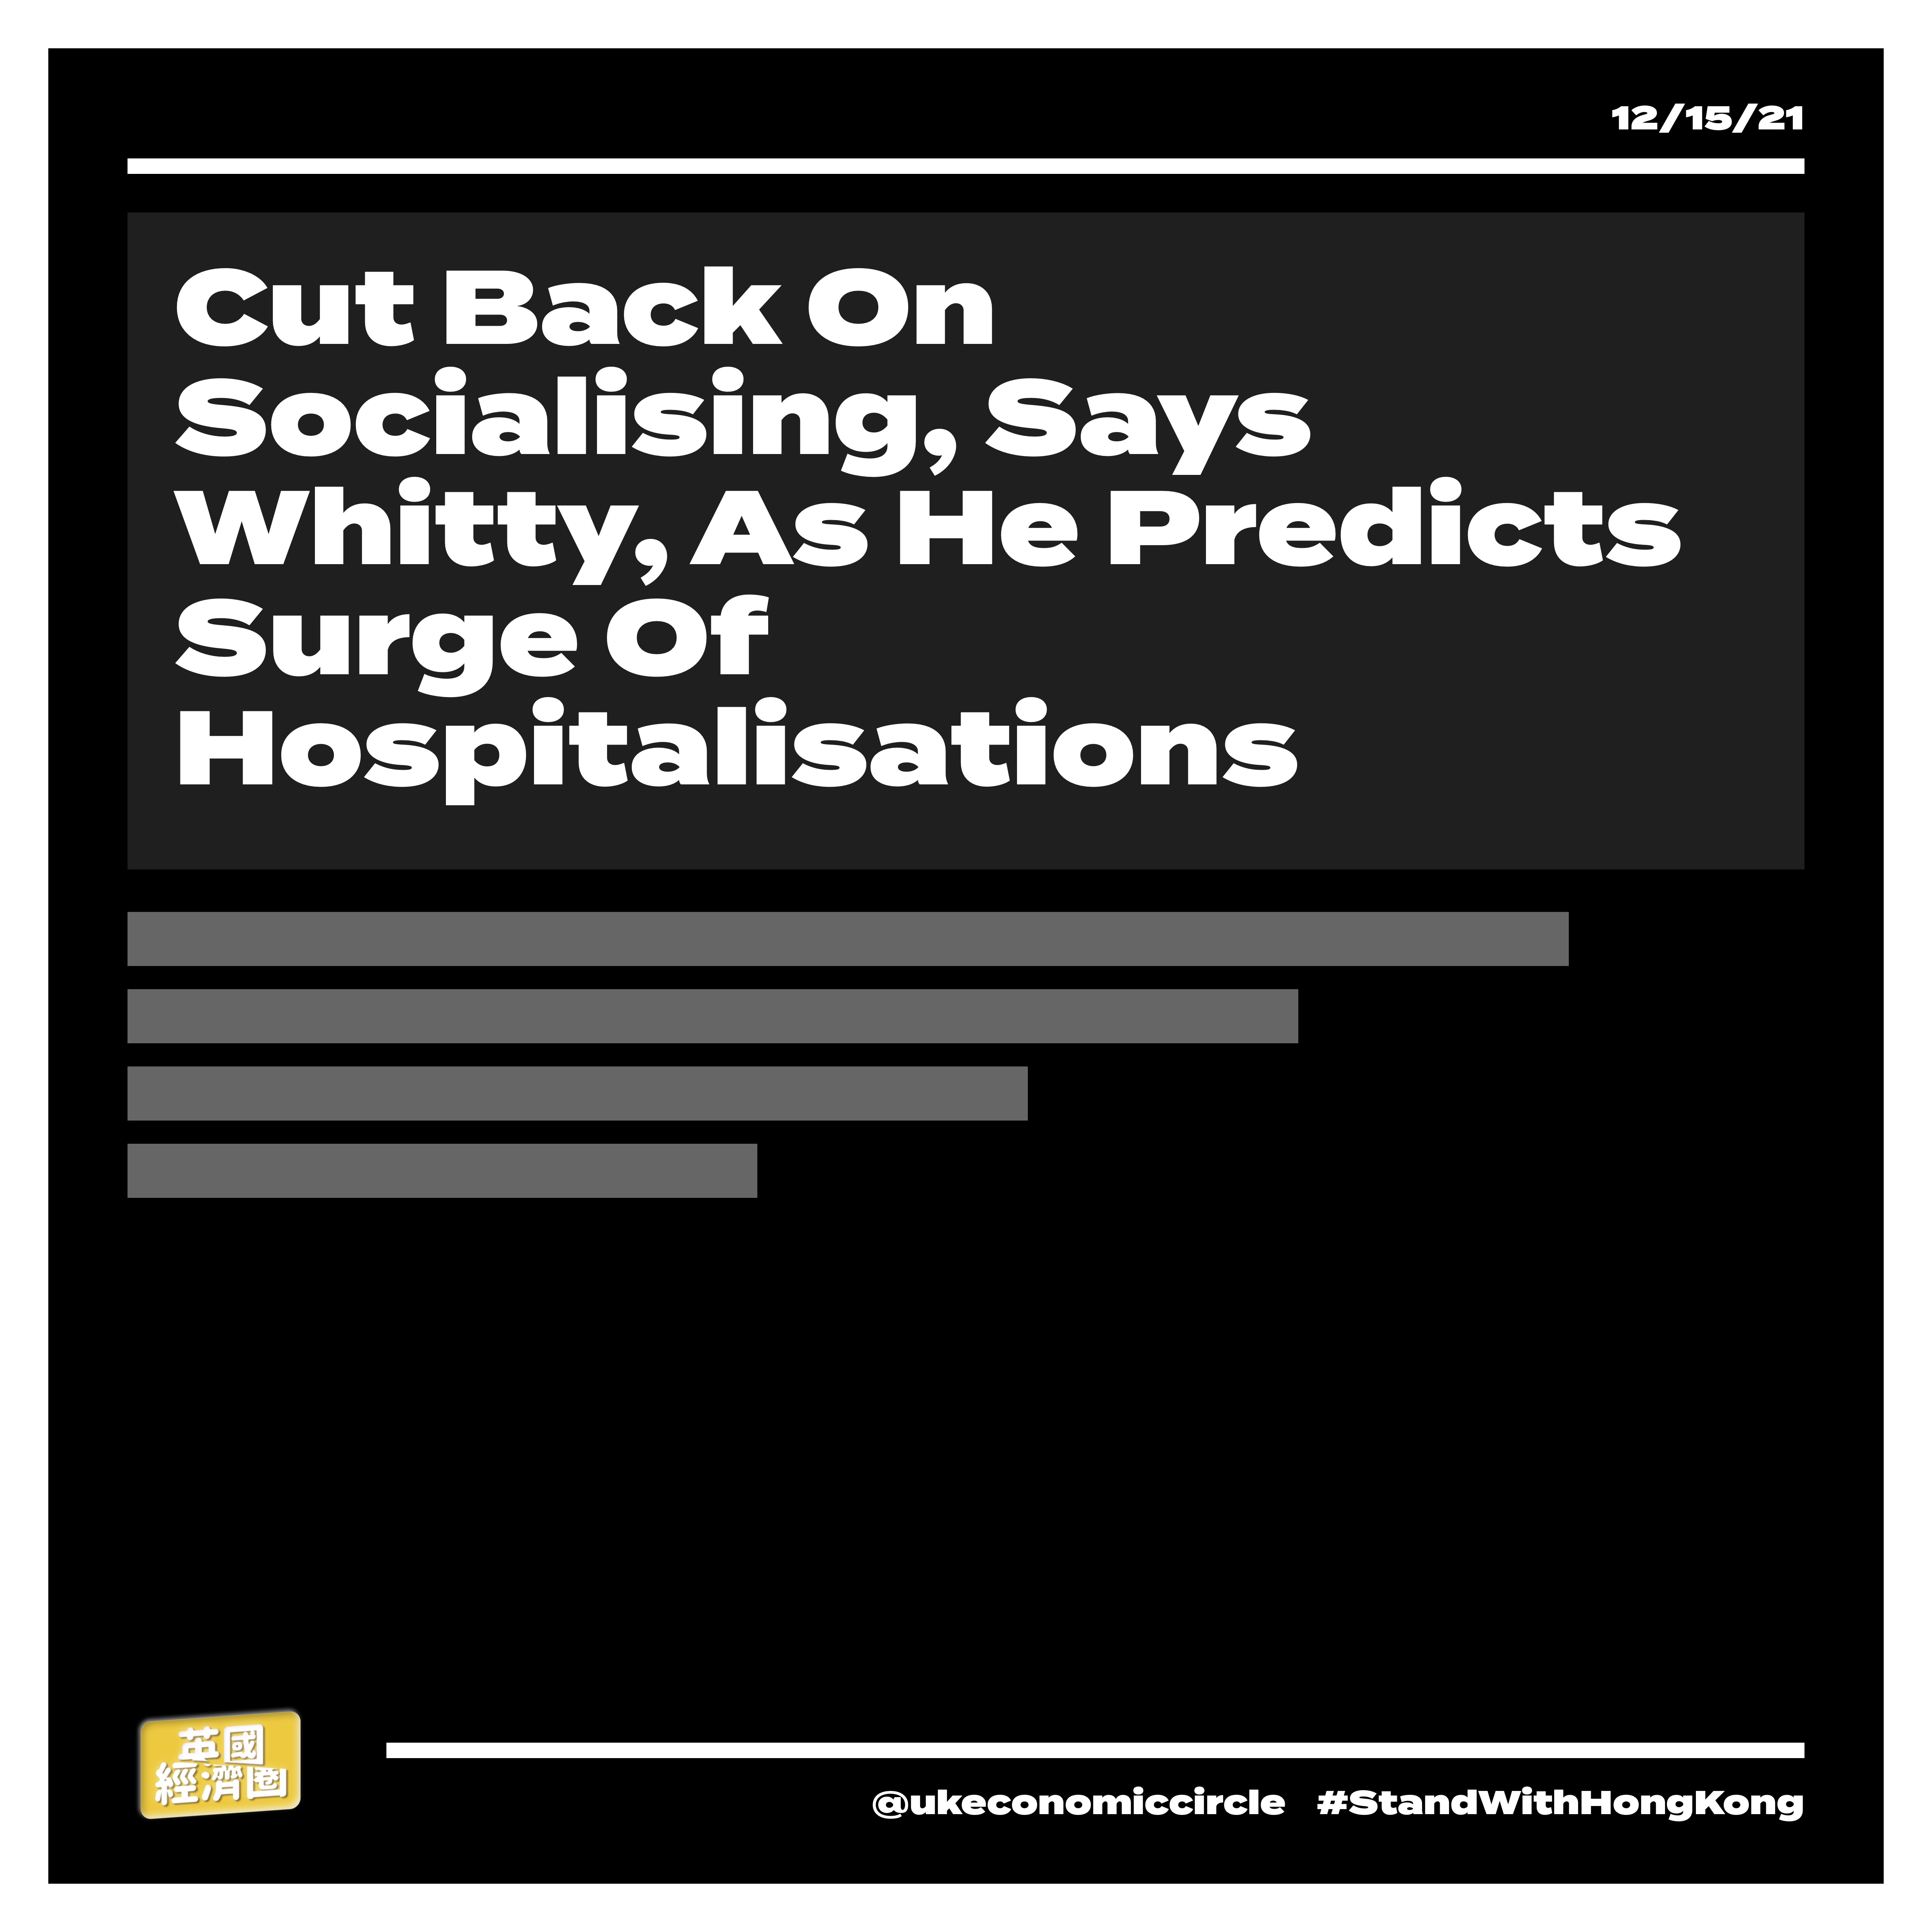 12/15/21
Cut Back On
Socialising, Says
Whitty, As He Predicts
Surge Of
Hospitalisations
英國
經濟圈
@ukeconomiccircle #StandWithHongKong